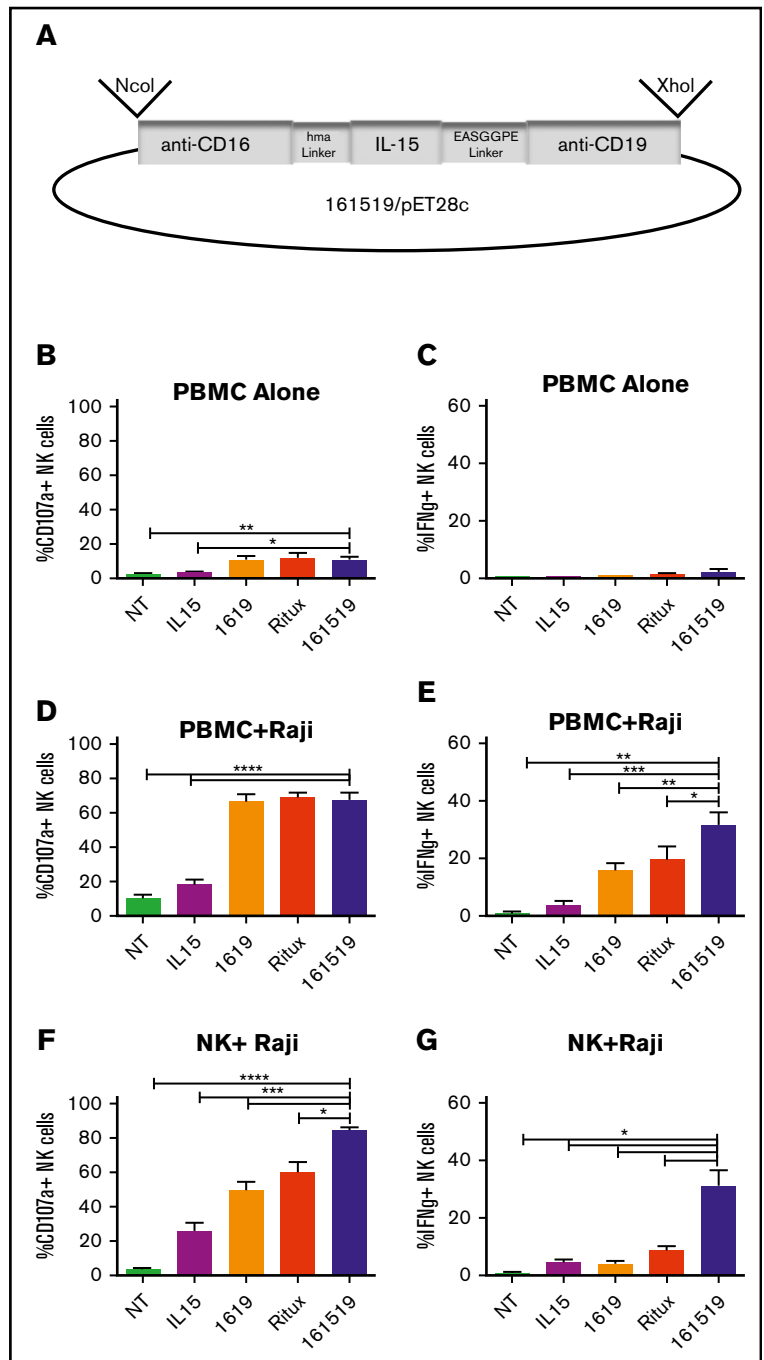 A
NcoI
XhoI
anti-CD16
hma
Linker
IL-15
EASGGPE
Linker
anti-CD19
161519/pET28c
B
PBMC Alone
%CD107a+ NK cells
100
80
60
40
20
0
**
*
NT
IL15
1619
Ritux
161519
C
PBMC Alone
%IFNg+ NK cells
60
40
20
0
NT
IL15
1619
Ritux
161519
D
PBMC+Raji
%CD107a+ NK cells
100
80
60
40
20
0
****
NT
IL15
1619
Ritux
161519
E
PBMC+Raji
%IFNg+ NK cells
60
40
20
0
**
***
**
*
NT
IL15
1619
Ritux
161519
F
NK+ Raji
%CD107a+ NK cells
100
80
60
40
20
0
****
***
*
NT
IL15
1619
Ritux
161519
G
NK+Raji
%IFNg+ NK cells
60
40
20
0
*
NT
IL15
1619
Ritux
161519